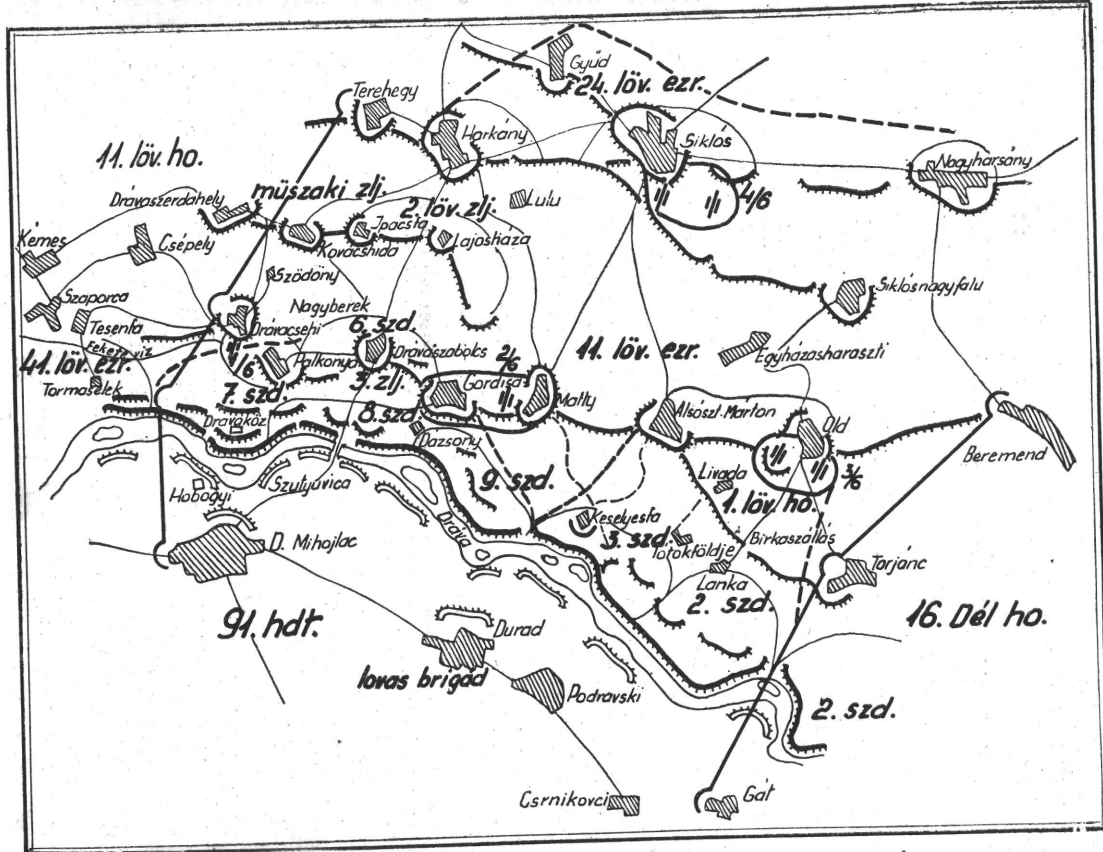 Gyűd
24. löv. ezr.
Terehegy
Harkány
Siklós
11. löv. ho.
Nagyharsány
műszaki zlj.
4/6
Drávaszerdahely
2. löv. zlj.
Lulu
Ipacsfa
Kovácshida
Lajosháza
Kémes
Csépely
Szödöny
Siklósnagyfalu
Szaporca
Nagyberek
Tesenfa
Drávacsehi
6. szd.
Fekete víz
11. löv. ezr.
Egyházasharaszti
Drávaszabolcs
2/6
41. löv. ezr.
1/6
Palkonya
3. zlj.
Gordisa
Matty
Tormaszék
7. szd.
8. szd.
Alsószt. Márton
Old
Drávaköz
Dazsony
Beremend
9. szd.
Livada
3/6
Hobogyi
Szutyuvica
1. löv. ho.
Dráva
Keselyesfa
3. szd.
Totokföldje
Birkaszállás
D. Mihojlac
Lanka
Torjánc
2. szd.
91. hdt.
16. Dél ho.
Durad
lovas brigád
Podravski
2. szd.
Csrnikovci
Gát